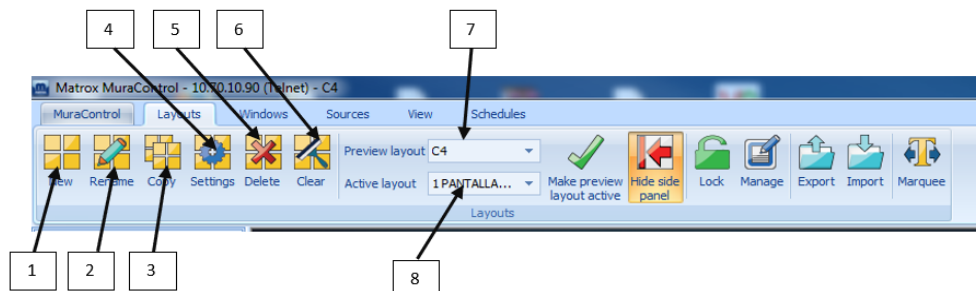 4 5 6 7
Matrox MuraControl - 10.70.10.90 (Telnet) - C4
MuraControl Layouts Windows Sources View Schedules
Preview layout C4
Active layout 1 PANTALLA...
New Rename Copy Settings Delete Clear
Make preview layout active
Hide side panel
Lock Manage Export Import Marquee
Layouts
1 2 3 8